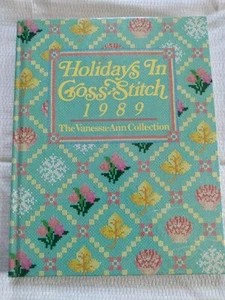 Holidays In
Cross·Stitch
1989
The Vanessa-Ann Collection